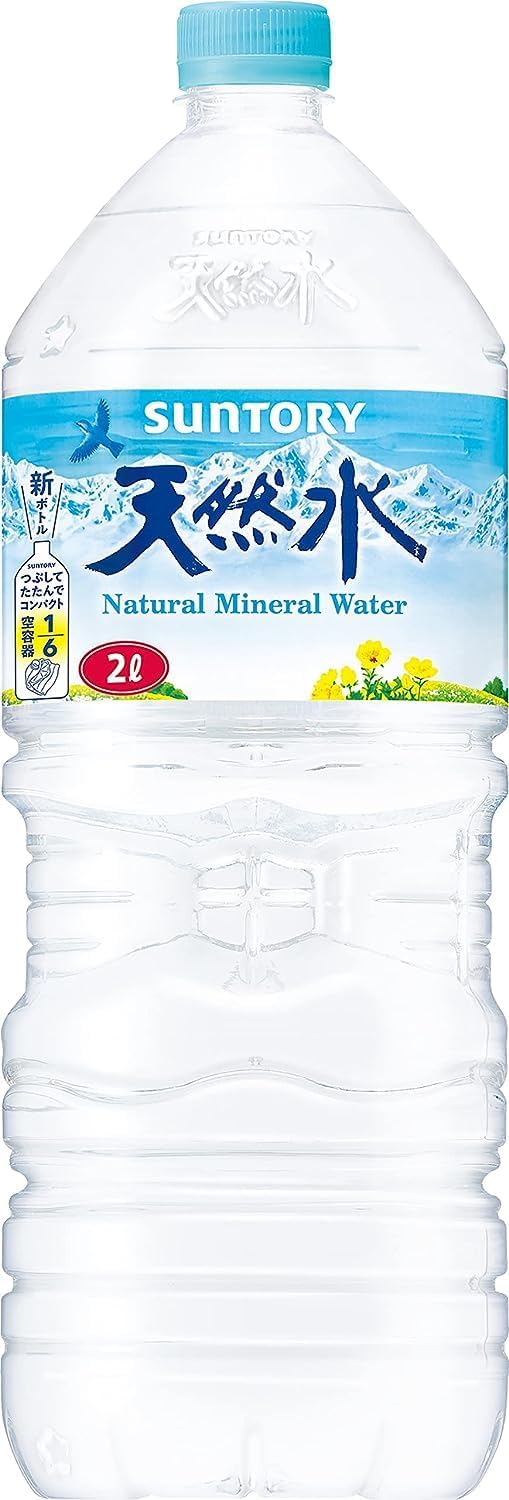 SUNTORY
天然水
SUNTORY
天然水
Natural Mineral Water
新ボトル
SUNTORY
つぶして
たたんで
コンパクト
空容器
1/6
2ℓ